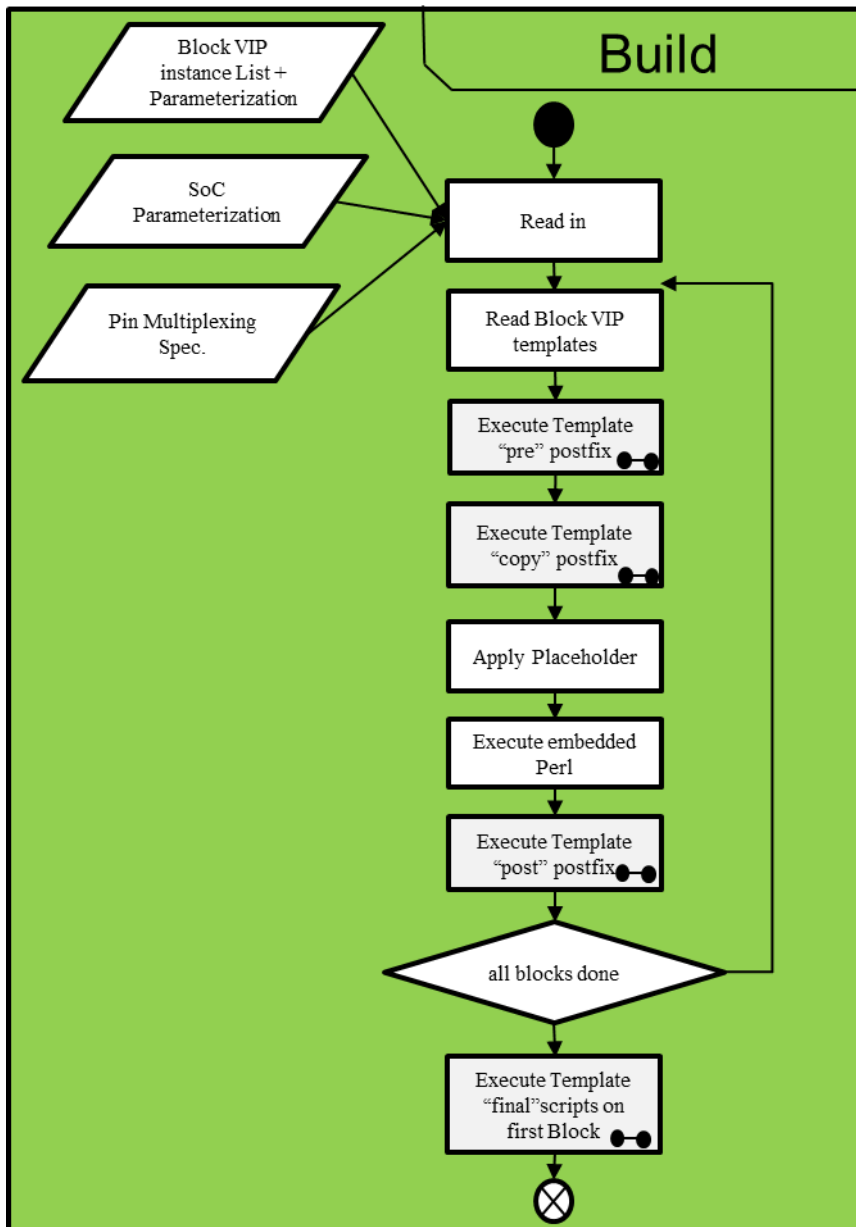 Build
Block VIP
instance List +
Parameterization
SoC
Parameterization
Pin Multiplexing
Spec.
Read in
Read Block VIP
templates
Execute Template
“pre” postfix
Execute Template
“copy” postfix
Apply Placeholder
Execute embedded
Perl
Execute Template
“post” postfix
all blocks done
Execute Template
“final”scripts on
first Block